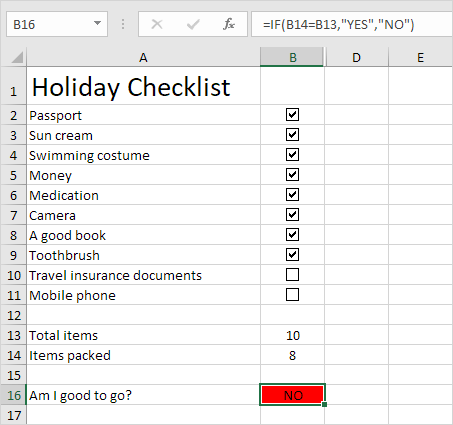 B16 fx =IF(B14=B13,"YES","NO")
A B D E
1 Holiday Checklist
2 Passport
3 Sun cream
4 Swimming costume
5 Money
6 Medication
7 Camera
8 A good book
9 Toothbrush
10 Travel insurance documents
11 Mobile phone
12
13 Total items 10
14 Items packed 8
15
16 Am I good to go? NO
17